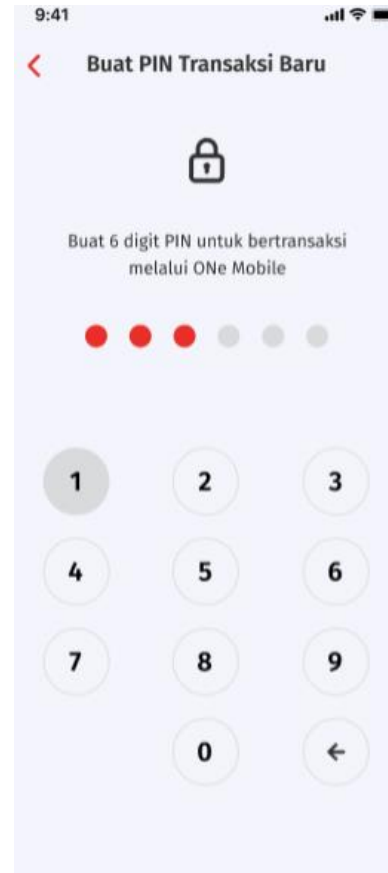 9:41
Buat PIN Transaksi Baru
Buat 6 digit PIN untuk bertransaksi
melalui ONe Mobile
1 2 3
4 5 6
7 8 9
0